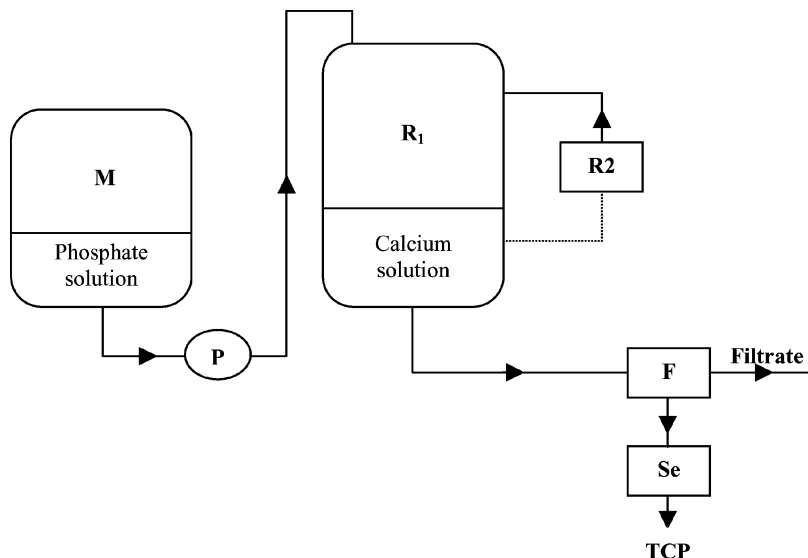 M
Phosphate
solution
P
R₁
Calcium
solution
R2
F
Filtrate
Se
TCP